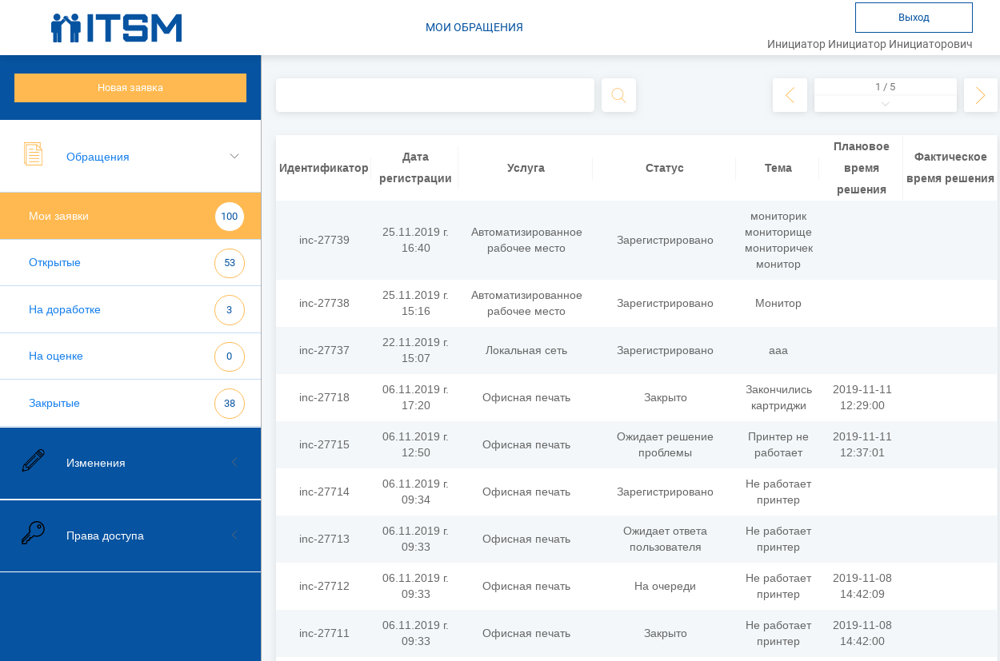 ITSM
МОИ ОБРАЩЕНИЯ
Выход
Инициатор Инициатор Инициаторович
Новая заявка
Обращения
Мои заявки 100
Открытые 53
На доработке 3
На оценке 0
Закрытые 38
Изменения
Права доступа
1 / 5
Идентификатор
Дата
регистрации
Услуга
Статус
Тема
Плановое
время
решения
Фактическое
время решения
inc-27739
25.11.2019 г.
16:40
Автоматизированное
рабочее место
Зарегистрировано
мониторик
мониторище
мониторичек
монитор
inc-27738
25.11.2019 г.
15:16
Автоматизированное
рабочее место
Зарегистрировано
Монитор
inc-27737
22.11.2019 г.
15:07
Локальная сеть
Зарегистрировано
ааа
inc-27718
06.11.2019 г.
17:20
Офисная печать
Закрыто
Закончились
картриджи
2019-11-11
12:29:00
inc-27715
06.11.2019 г.
12:50
Офисная печать
Ожидает решение
проблемы
Принтер не
работает
2019-11-11
12:37:01
inc-27714
06.11.2019 г.
09:34
Офисная печать
Зарегистрировано
Не работает
принтер
inc-27713
06.11.2019 г.
09:33
Офисная печать
Ожидает ответа
пользователя
Не работает
принтер
inc-27712
06.11.2019 г.
09:33
Офисная печать
На очереди
Не работает
принтер
2019-11-08
14:42:09
inc-27711
06.11.2019 г.
09:33
Офисная печать
Закрыто
Не работает
принтер
2019-11-08
14:42:00